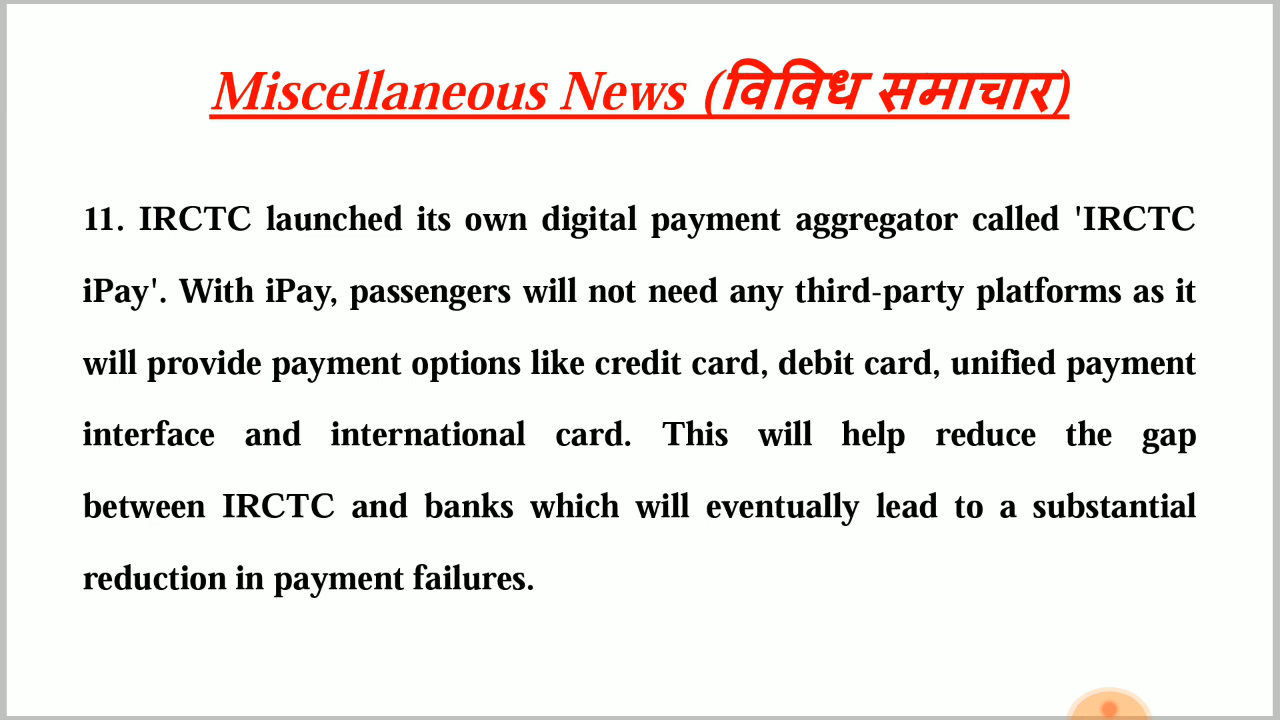 Miscellaneous News (विविध समाचार)
11. IRCTC launched its own digital payment aggregator called 'IRCTC
iPay'. With iPay, passengers will not need any third-party platforms as it
will provide payment options like credit card, debit card, unified payment
interface and international card. This will help reduce the gap
between IRCTC and banks which will eventually lead to a substantial
reduction in payment failures.